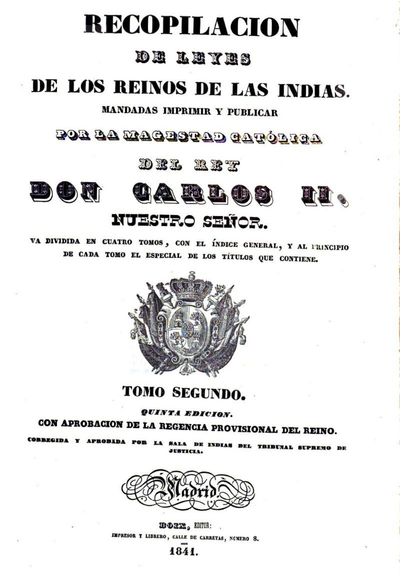 RECOPILACION
DE LEYES
DE LOS REINOS DE LAS INDIAS.
MANDADAS IMPRIMIR Y PUBLICAR
POR LA MAGESTAD CATÓLICA
DEL REY
DON CARLOS II.
NUESTRO SEÑOR.
VA DIVIDIDA EN CUATRO TOMOS, CON EL ÍNDICE GENERAL, Y AL PRINCIPIO
DE CADA TOMO EL ESPECIAL DE LOS TÍTULOS QUE CONTIENE.
TOMO SEGUNDO.
QUINTA EDICION.
CON APROBACION DE LA REGENCIA PROVISIONAL DEL REINO.
CORREGIDA Y APROBADA POR LA SALA DE INDIAS DEL TRIBUNAL SUPREMO DE
JUSTICIA.
Madrid
BOIX, EDITOR:
IMPRESOR Y LIBRERO, CALLE DE CARRETAS, NÚMERO 8.
1841.